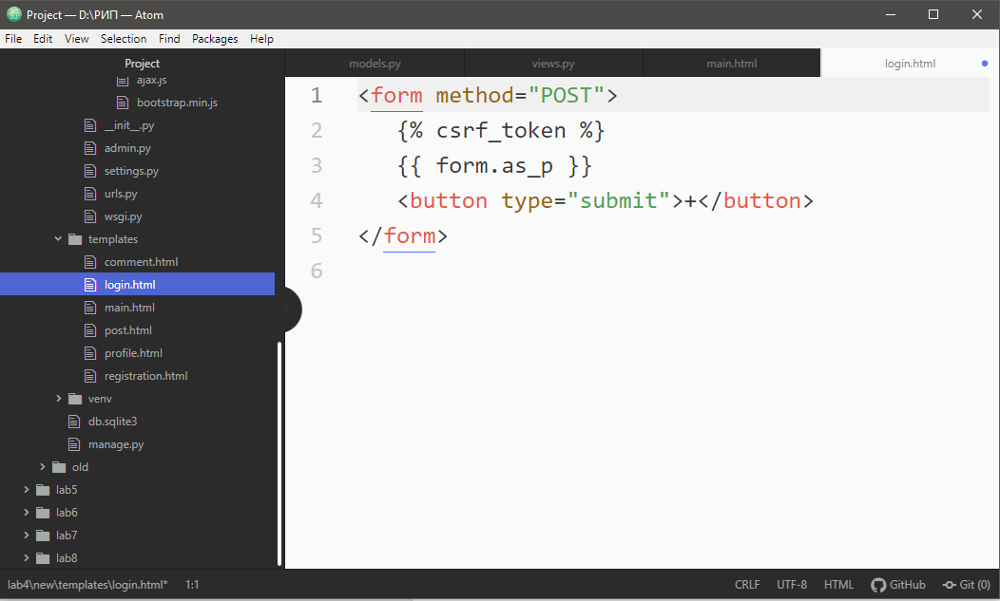 Project — D:\РИП — Atom
File Edit View Selection Find Packages Help
Project
ajax.js
bootstrap.min.js
__init__.py
admin.py
settings.py
urls.py
wsgi.py
templates
comment.html
login.html
main.html
post.html
profile.html
registration.html
venv
db.sqlite3
manage.py
old
lab5
lab6
lab7
lab8
models.py views.py main.html login.html
1 <form method="POST">
2 {% csrf_token %}
3 {{ form.as_p }}
4 <button type="submit">+</button>
5 </form>
6
lab4\new\templates\login.html* 1:1 CRLF UTF-8 HTML GitHub Git (0)